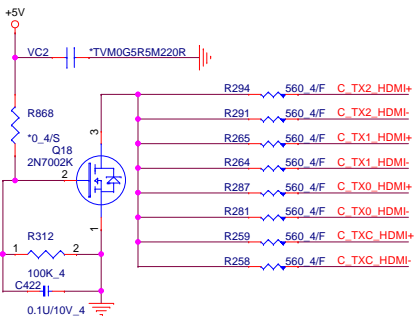 +5V
VC2 *TVM0G5R5M220R
R294 560_4/F C_TX2_HDMI+
R868
R291 560_4/F C_TX2_HDMI-
*0_4/S
Q18
3
R265 560_4/F C_TX1_HDMI+
2N7002K
R264 560_4/F C_TX1_HDMI-
2
R287 560_4/F C_TX0_HDMI+
R281 560_4/F C_TX0_HDMI-
1
R312
R259 560_4/F C_TXC_HDMI+
1 2
R258 560_4/F C_TXC_HDMI-
100K_4
C422
0.1U/10V_4